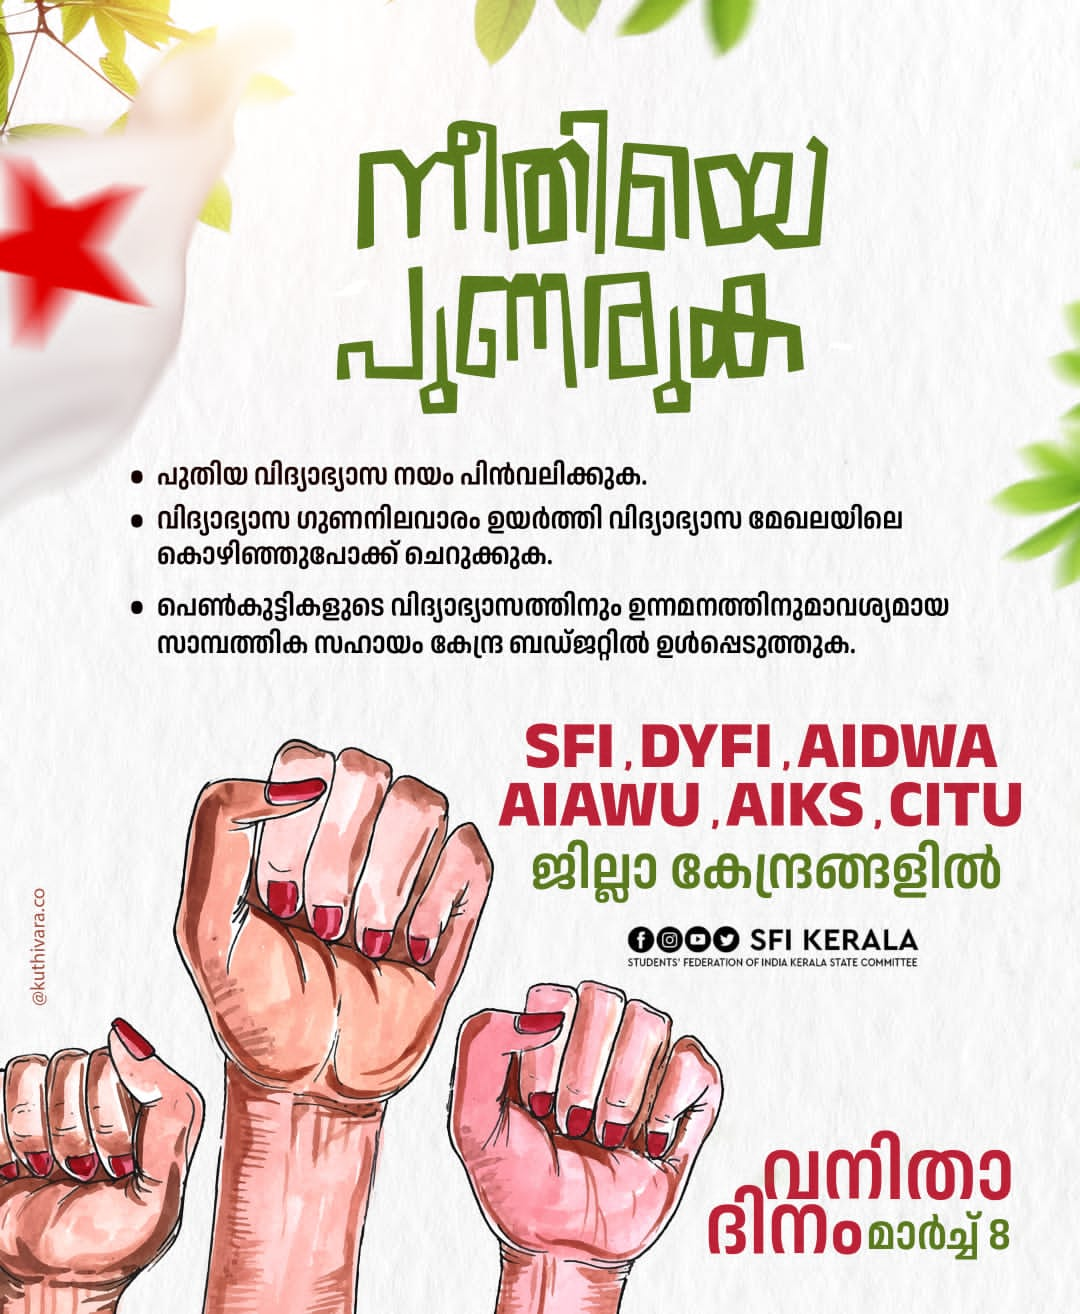 നീതിയെ
പുണരുക
• പുതിയ വിദ്യാഭ്യാസ നയം പിൻവലിക്കുക.
• വിദ്യാഭ്യാസ ഗുണനിലവാരം ഉയർത്തി വിദ്യാഭ്യാസ മേഖലയിലെ
കൊഴിഞ്ഞുപോക്ക് ചെറുക്കുക.
• പെൺകുട്ടികളുടെ വിദ്യാഭ്യാസത്തിനും ഉന്നമനത്തിനുമാവശ്യമായ
സാമ്പത്തിക സഹായം കേന്ദ്ര ബഡ്ജറ്റിൽ ഉൾപ്പെടുത്തുക.
SFI, DYFI, AIDWA
AIAWU, AIKS, CITU
ജില്ലാ കേന്ദ്രങ്ങളിൽ
SFI KERALA
STUDENTS' FEDERATION OF INDIA KERALA STATE COMMITTEE
@kuthivara.co
വനിതാ
ദിനം മാർച്ച് 8